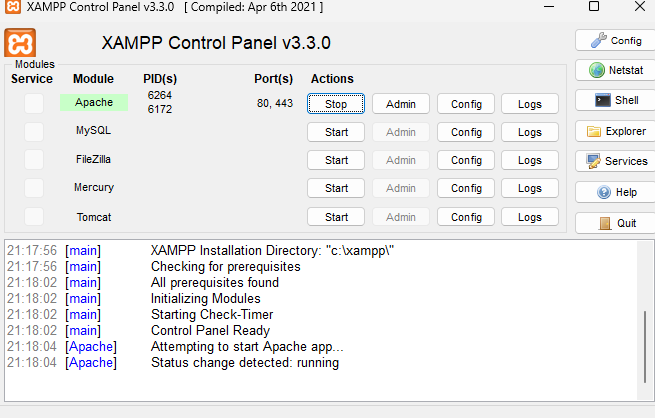 XAMPP Control Panel v3.3.0 [ Compiled: Apr 6th 2021 ]
XAMPP Control Panel v3.3.0
Config
Modules
Service Module PID(s) Port(s) Actions
Netstat
Apache 6264 6172 80, 443 Stop Admin Config Logs
Shell
MySQL Start Admin Config Logs
Explorer
FileZilla Start Admin Config Logs
Services
Mercury Start Admin Config Logs
Help
Tomcat Start Admin Config Logs
Quit
21:17:56 [main] XAMPP Installation Directory: "c:\xampp\"
21:17:56 [main] Checking for prerequisites
21:18:02 [main] All prerequisites found
21:18:02 [main] Initializing Modules
21:18:02 [main] Starting Check-Timer
21:18:02 [main] Control Panel Ready
21:18:04 [Apache] Attempting to start Apache app...
21:18:04 [Apache] Status change detected: running